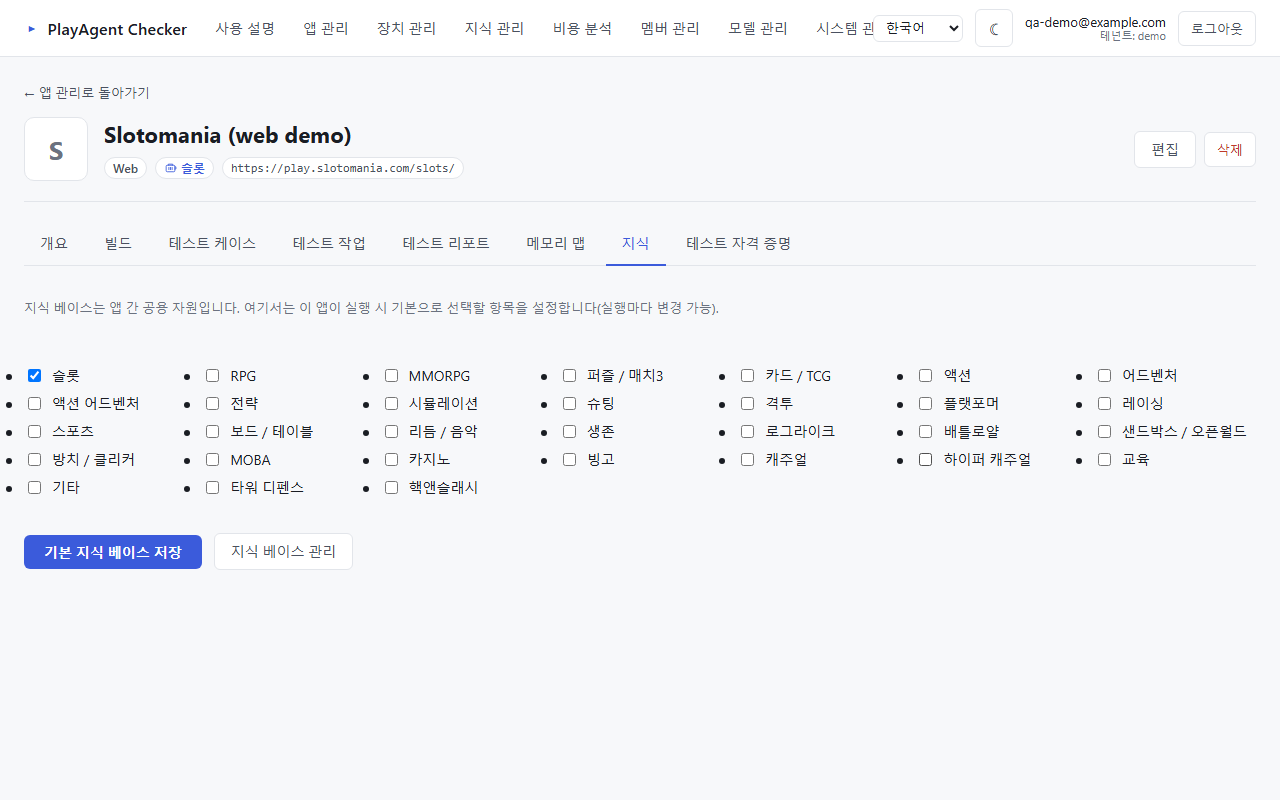 PlayAgent Checker 사용 설명 앱 관리 장치 관리 지식 관리 비용 분석 멤버 관리 모델 관리 시스템 관 한국어 qa-demo@example.com 로그아웃
테넌트: demo
← 앱 관리로 돌아가기
S
Slotomania (web demo)
Web 슬롯 https://play.slotomania.com/slots/
편집 삭제
개요 빌드 테스트 케이스 테스트 작업 테스트 리포트 메모리 맵 지식 테스트 자격 증명
지식 베이스는 앱 간 공용 자원입니다. 여기서는 이 앱이 실행 시 기본으로 선택할 항목을 설정합니다(실행마다 변경 가능).
슬롯 RPG MMORPG 퍼즐 / 매치3 카드 / TCG 액션 어드벤처
액션 어드벤처 전략 시뮬레이션 슈팅 격투 플랫포머 레이싱
스포츠 보드 / 테이블 리듬 / 음악 생존 로그라이크 배틀로얄 샌드박스 / 오픈월드
방치 / 클리커 MOBA 카지노 빙고 캐주얼 하이퍼 캐주얼 교육
기타 타워 디펜스 핵앤슬래시
기본 지식 베이스 저장 지식 베이스 관리